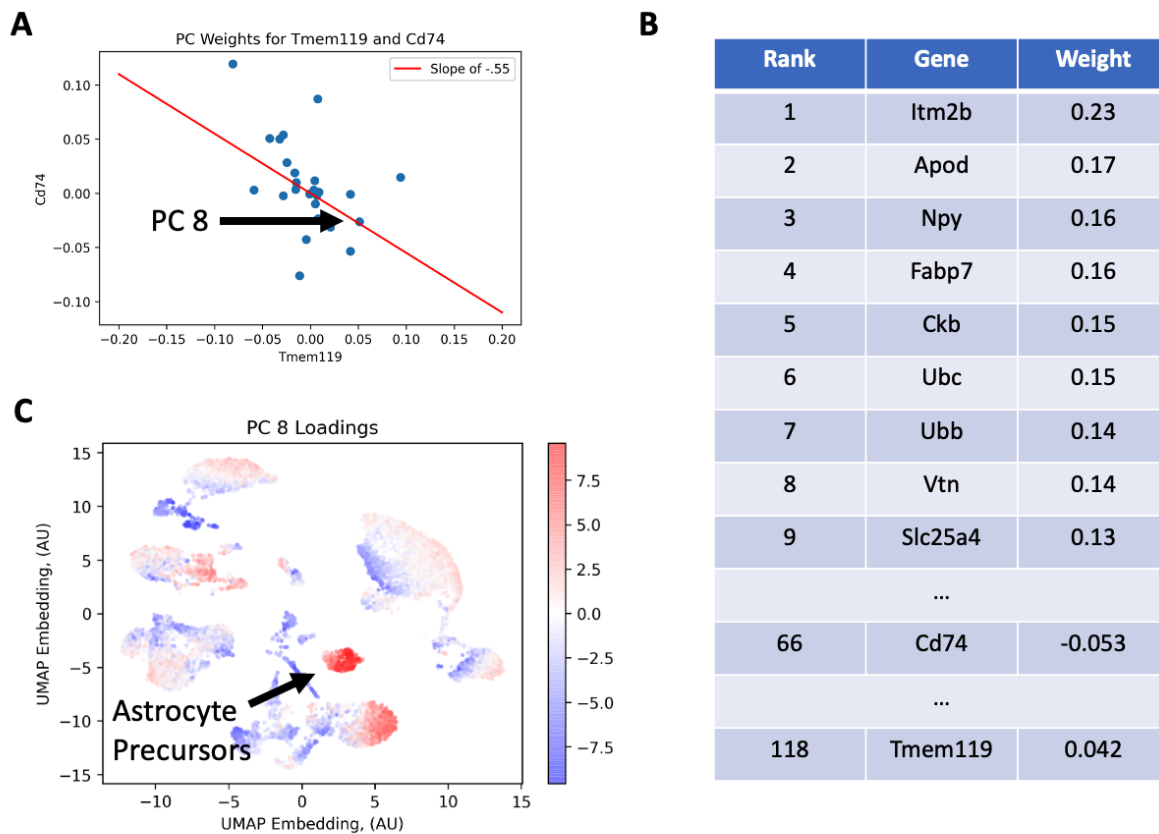 A
PC Weights for Tmem119 and Cd74
Slope of -.55
0.10
0.05
0.00
−0.05
−0.10
Cd74
PC 8
−0.20 −0.15 −0.10 −0.05 0.00 0.05 0.10 0.15 0.20
Tmem119
B
Rank Gene Weight
1 Itm2b 0.23
2 Apod 0.17
3 Npy 0.16
4 Fabp7 0.16
5 Ckb 0.15
6 Ubc 0.15
7 Ubb 0.14
8 Vtn 0.14
9 Slc25a4 0.13
...
66 Cd74 -0.053
...
118 Tmem119 0.042
C
PC 8 Loadings
15
10
5
0
−5
−10
−15
UMAP Embedding, (AU)
Astrocyte
Precursors
−10 −5 0 5 10 15
UMAP Embedding, (AU)
7.5
5.0
2.5
0.0
−2.5
−5.0
−7.5